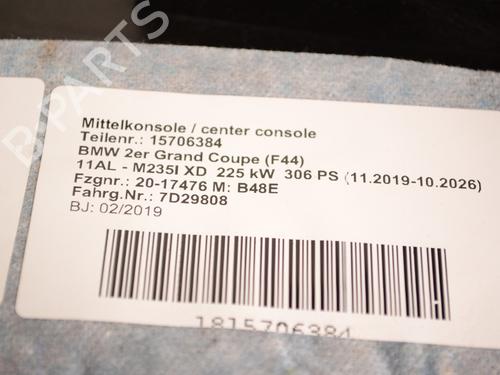 Mittelkonsole / center console
Teilenr.: 15706384
BMW 2er Grand Coupe (F44)
11AL - M235I XD 225 kW 306 PS (11.2019-10.2026)
Fzgnr.: 20-17476 M: B48E
Fahrg.Nr.: 7D29808
BJ: 02/2019
1815706384
B-PARTS